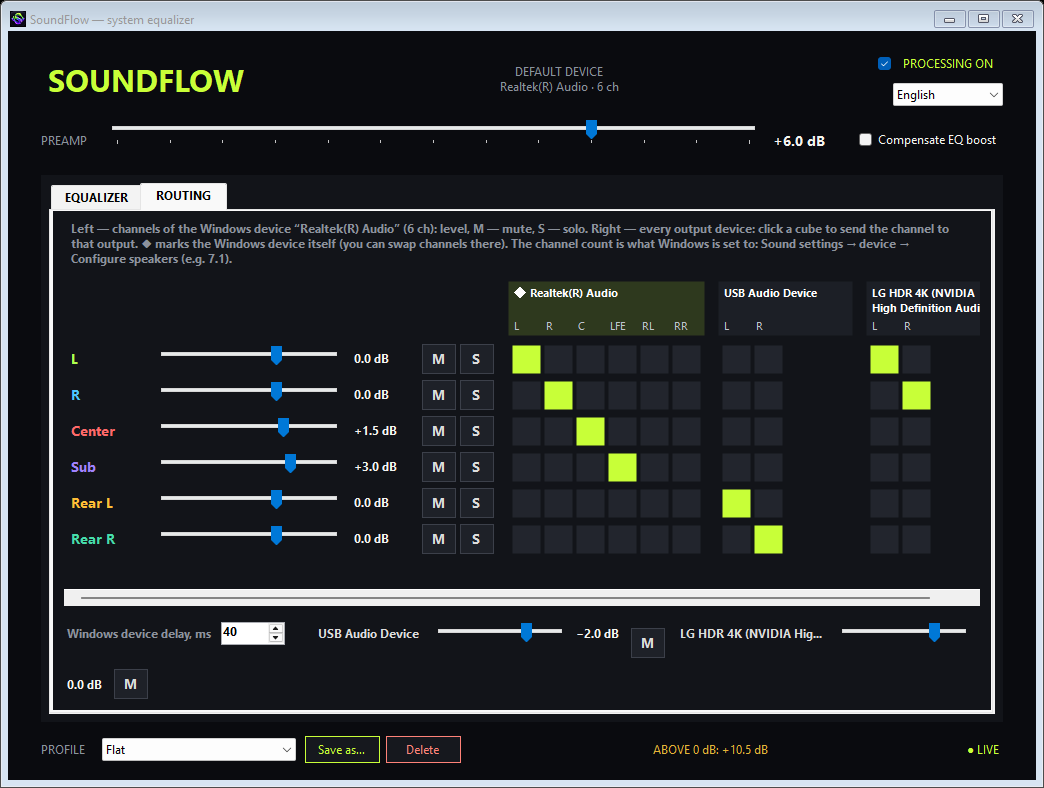 SoundFlow — system equalizer
SOUNDFLOW
DEFAULT DEVICE
Realtek(R) Audio · 6 ch
PROCESSING ON
English
PREAMP
+6.0 dB
Compensate EQ boost
EQUALIZER
ROUTING
Left — channels of the Windows device “Realtek(R) Audio” (6 ch): level, M — mute, S — solo. Right — every output device: click a cube to send the channel to
that output. ◆ marks the Windows device itself (you can swap channels there). The channel count is what Windows is set to: Sound settings → device →
Configure speakers (e.g. 7.1).
◆ Realtek(R) Audio
L R C LFE RL RR
USB Audio Device
L R
LG HDR 4K (NVIDIA
High Definition Audi
L R
L 0.0 dB M S
R 0.0 dB M S
Center +1.5 dB M S
Sub +3.0 dB M S
Rear L 0.0 dB M S
Rear R 0.0 dB M S
Windows device delay, ms 40
USB Audio Device −2.0 dB M
LG HDR 4K (NVIDIA Hig...
0.0 dB M
PROFILE
Flat
Save as...
Delete
ABOVE 0 dB: +10.5 dB
● LIVE